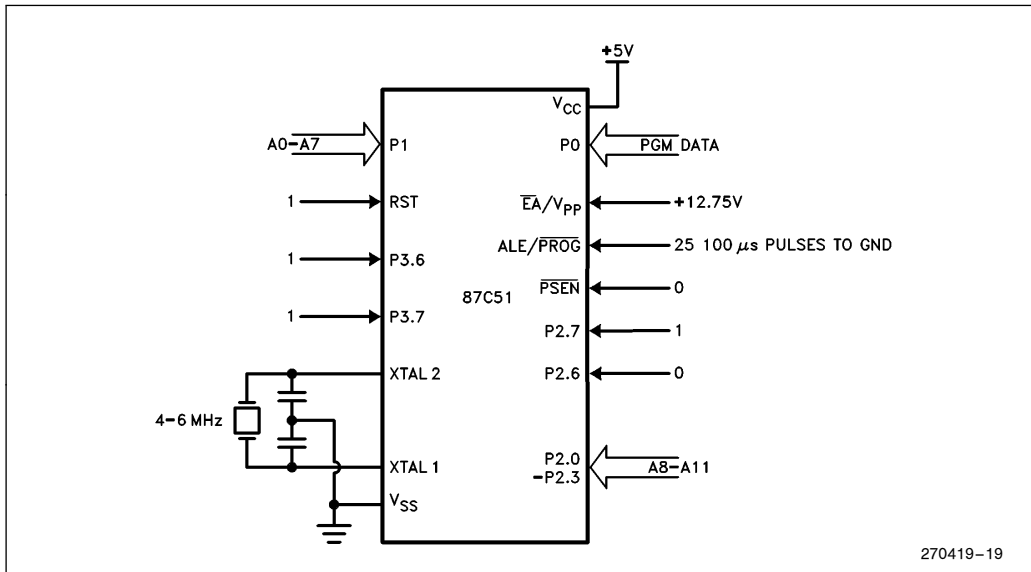 +5V
VCC
A0–A7
P1
P0
PGM DATA
1
RST
EA/VPP
+12.75V
ALE/PROG
25 100 μs PULSES TO GND
1
P3.6
PSEN
0
87C51
1
P3.7
P2.7
1
XTAL 2
P2.6
0
4–6 MHz
XTAL 1
P2.0
–P2.3
A8–A11
VSS
270419–19